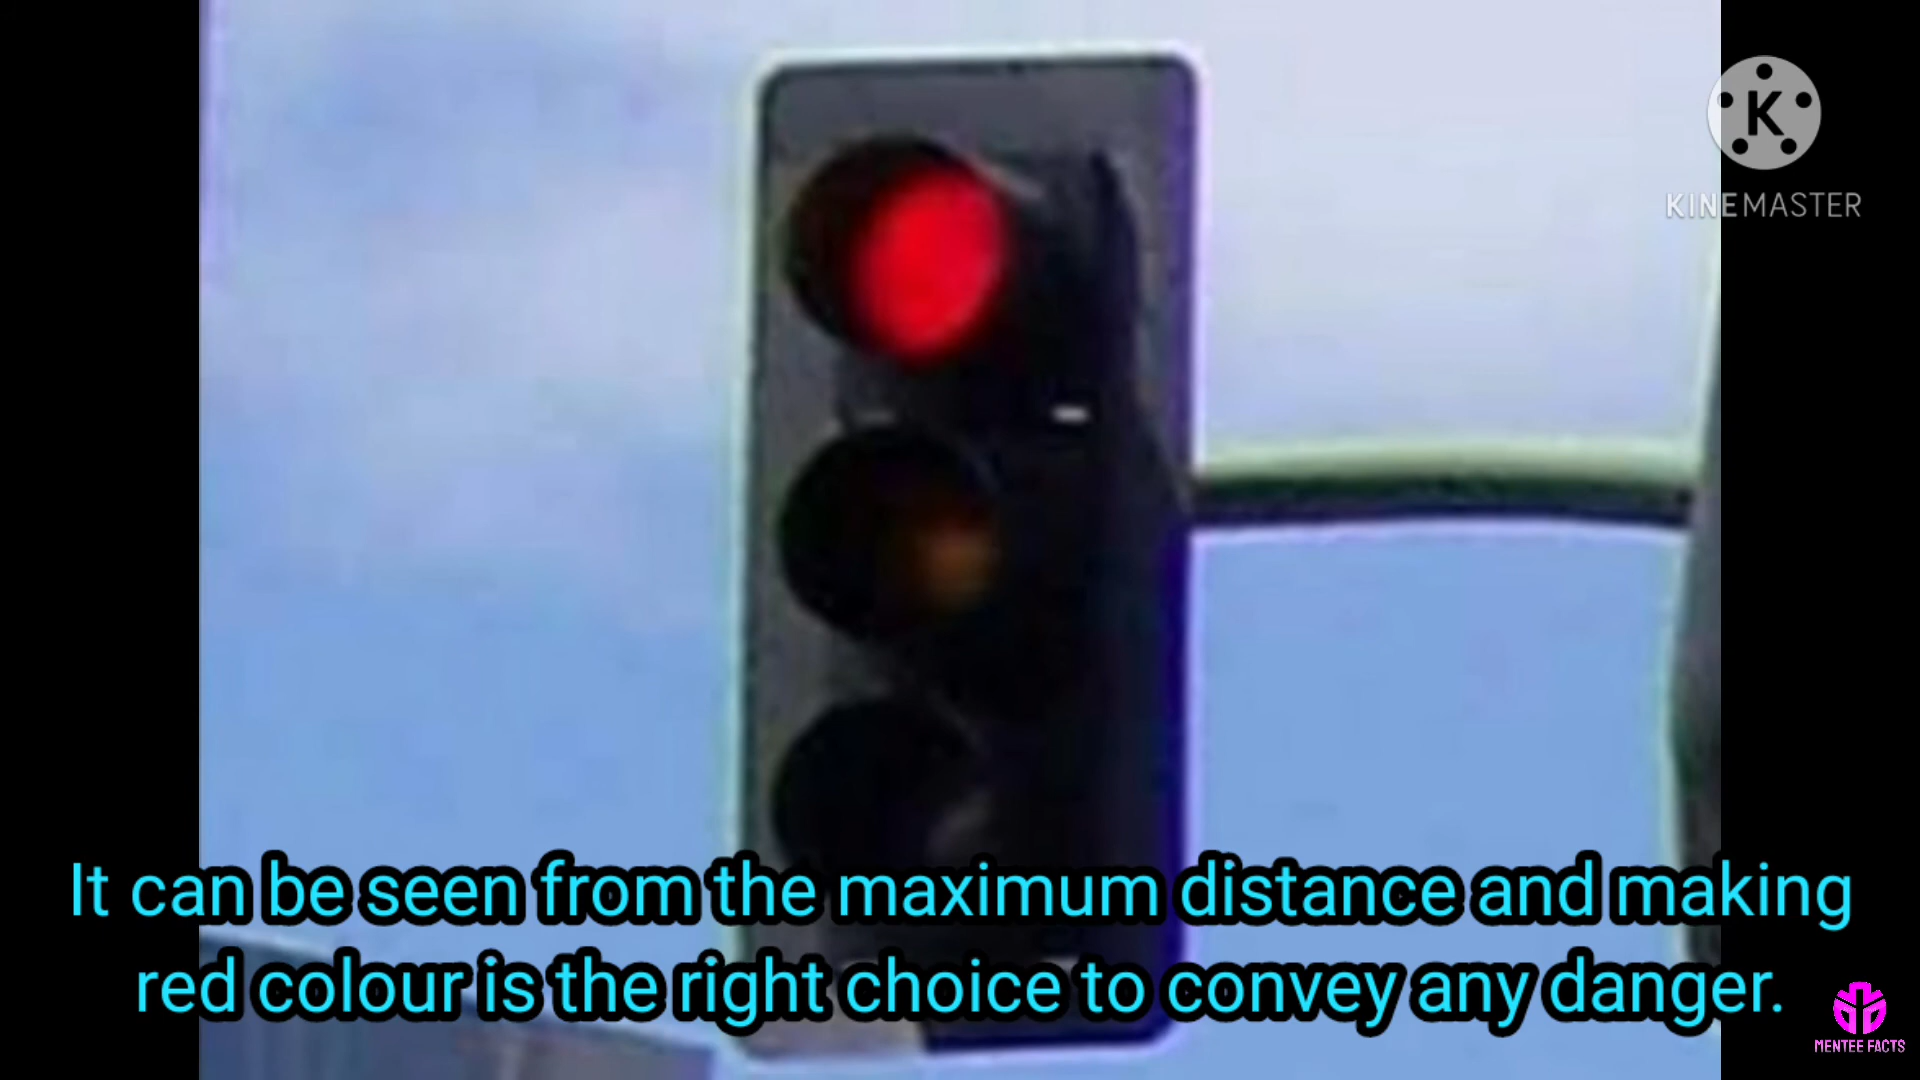 K
KINEMASTER
It can be seen from the maximum distance and making
red colour is the right choice to convey any danger.
MENTEE FACTS